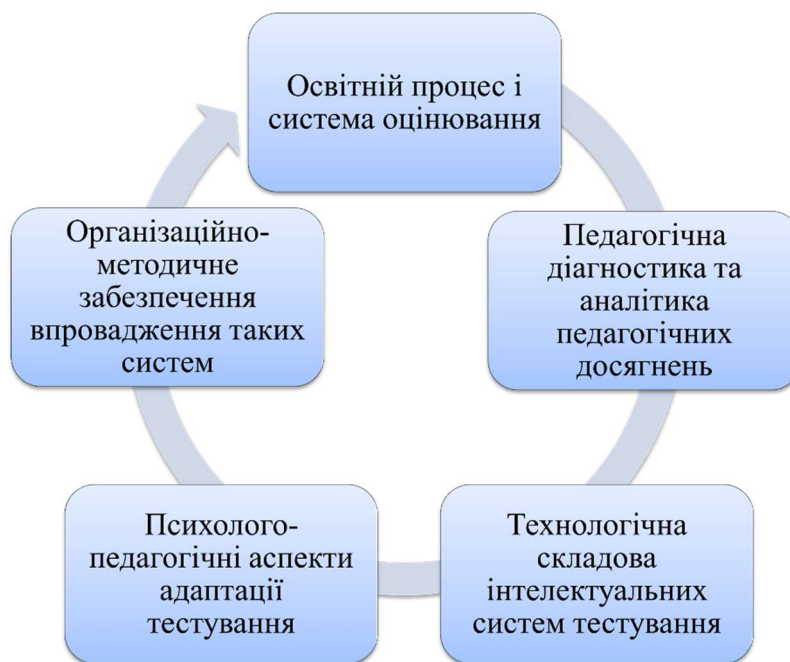 Освітній процес і
система оцінювання
Педагогічна
діагностика та
аналітика
педагогічних
досягнень
Технологічна
складова
інтелектуальних
систем тестування
Психолого-
педагогічні аспекти
адаптації
тестування
Організаційно-
методичне
забезпечення
впровадження таких
систем